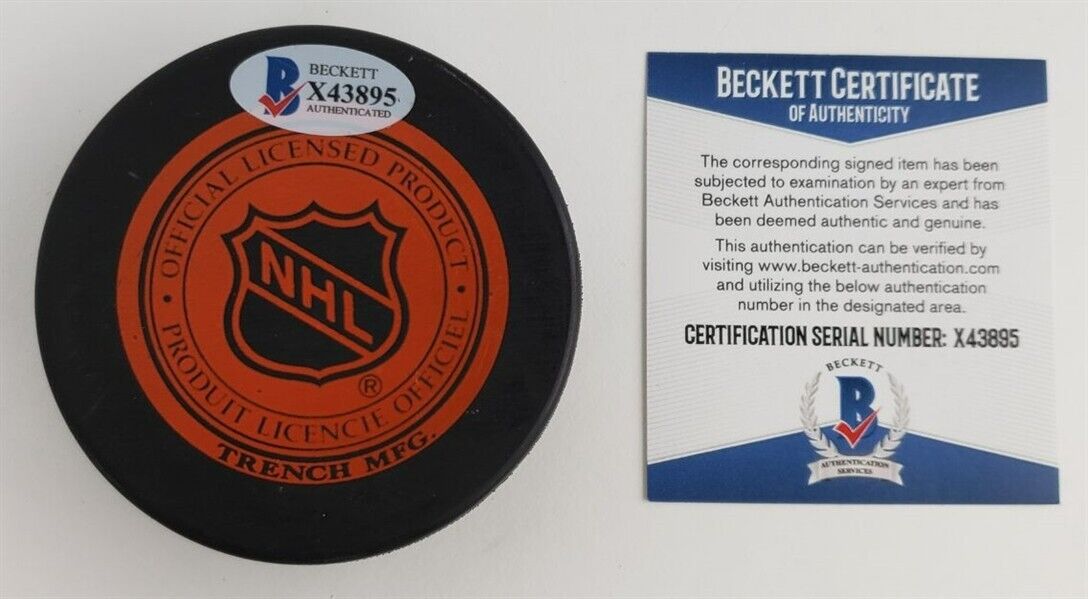 BECKETT
X43895
AUTHENTICATED
• OFFICIAL LICENSED PRODUCT •
NHL
®
PRODUIT LICENCIE OFFICIEL
TRENCH MFG.
BECKETT CERTIFICATE
OF AUTHENTICITY
The corresponding signed item has been
subjected to examination by an expert from
Beckett Authentication Services and has
been deemed authentic and genuine.
This authentication can be verified by
visiting www.beckett-authentication.com
and utilizing the below authentication
number in the designated area.
CERTIFICATION SERIAL NUMBER: X43895
BECKETT
B
AUTHENTICATION
SERVICES